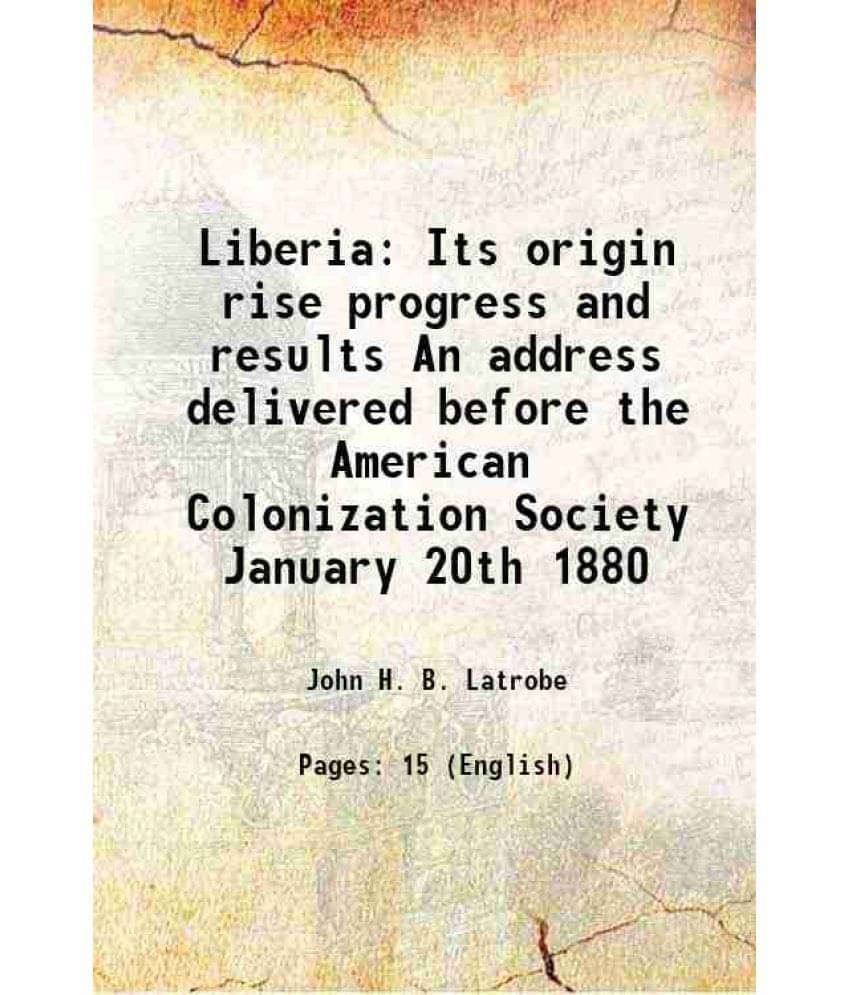 Liberia: Its origin
rise progress and
results An address
delivered before the
American
Colonization Society
January 20th 1880
John H. B. Latrobe
Pages: 15 (English)